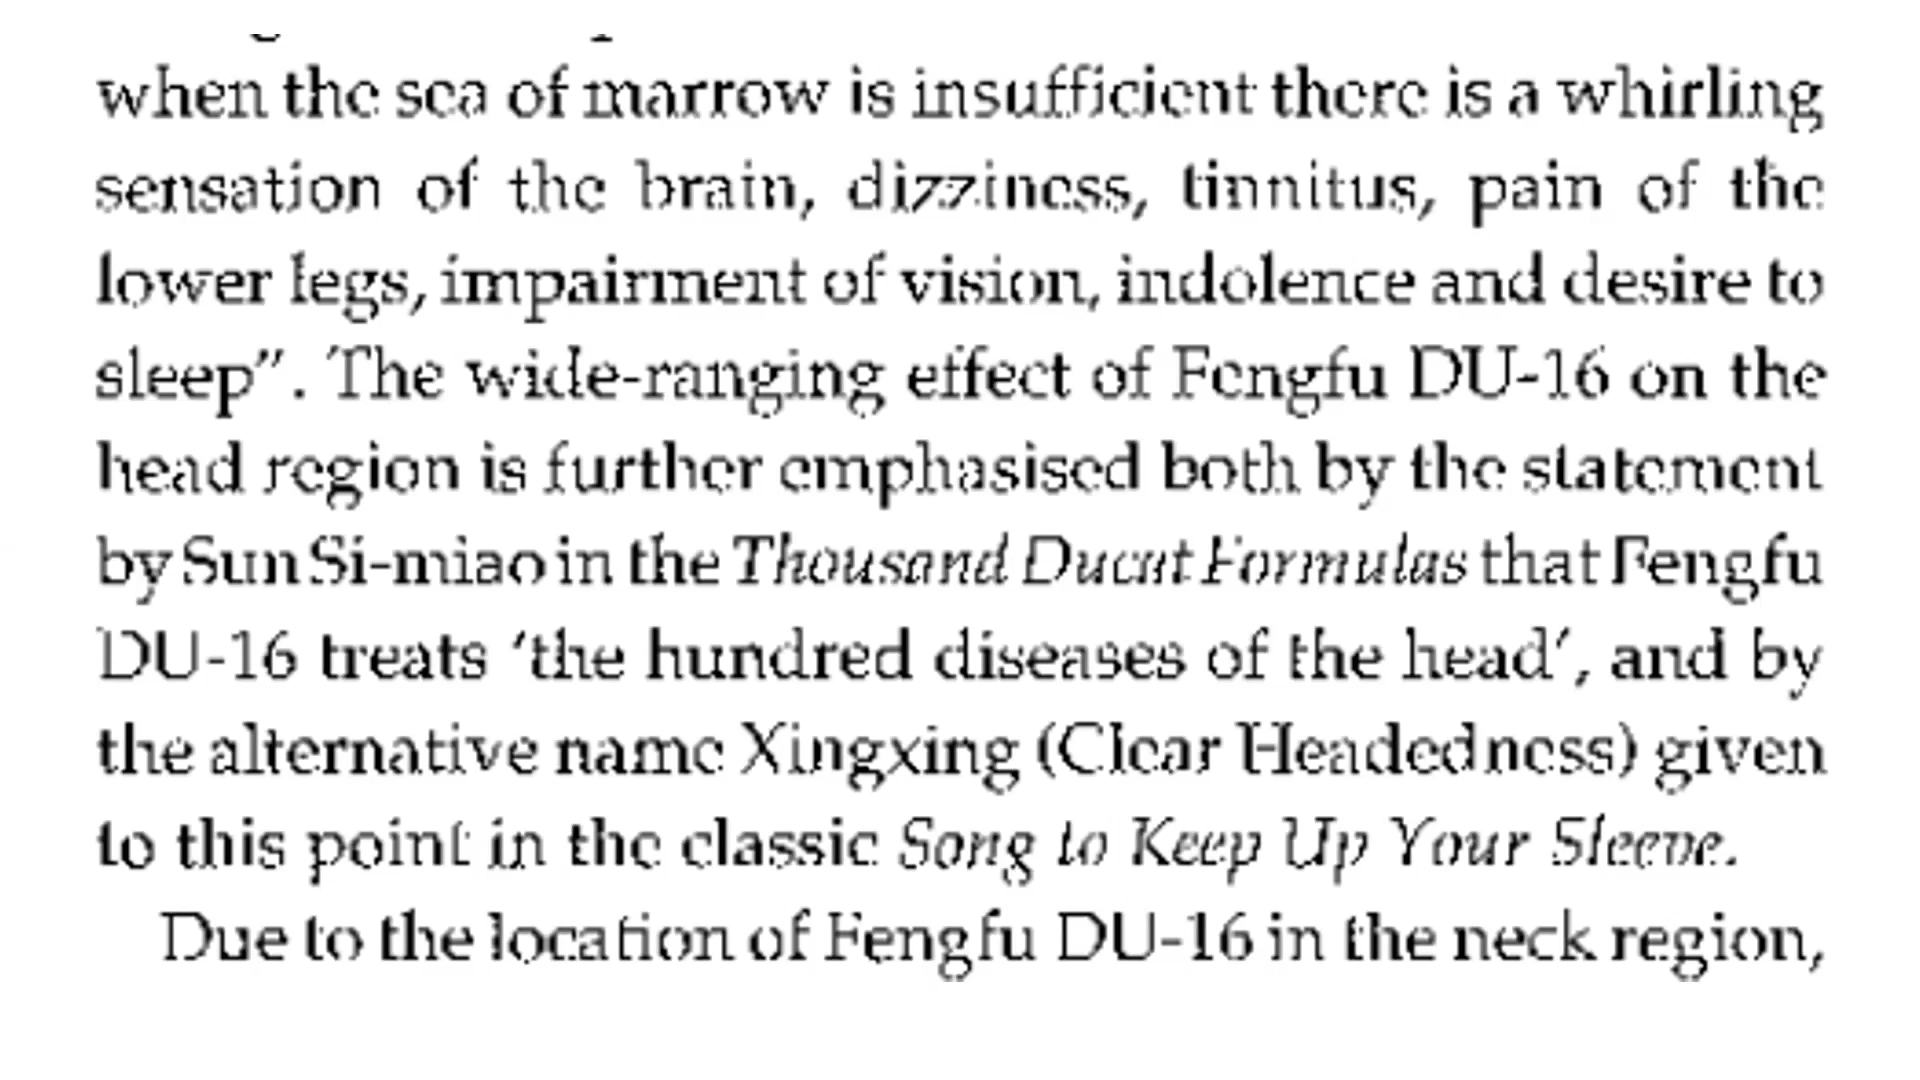 when the sea of marrow is insufficient there is a whirling
sensation of the brain, dizziness, tinnitus, pain of the
lower legs, impairment of vision, indolence and desire to
sleep”. The wide-ranging effect of Fengfu DU-16 on the
head region is further emphasised both by the statement
by Sun Si-miao in the Thousand Ducat Formulas that Fengfu
DU-16 treats ‘the hundred diseases of the head’, and by
the alternative name Xingxing (Clear Headedness) given
to this point in the classic Song to Keep Up Your Sleeve.
Due to the location of Fengfu DU-16 in the neck region,